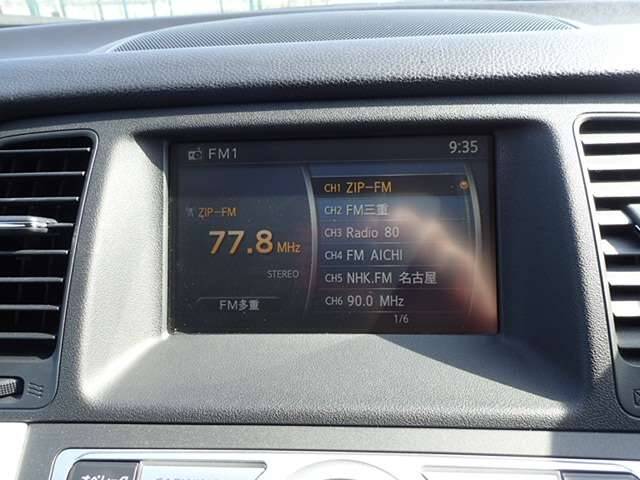 FM1 9:35
ZIP-FM
77.8 MHz
STEREO
FM多重
CH1 ZIP-FM
CH2 FM三重
CH3 Radio 80
CH4 FM AICHI
CH5 NHK.FM 名古屋
CH6 90.0 MHz
1/6